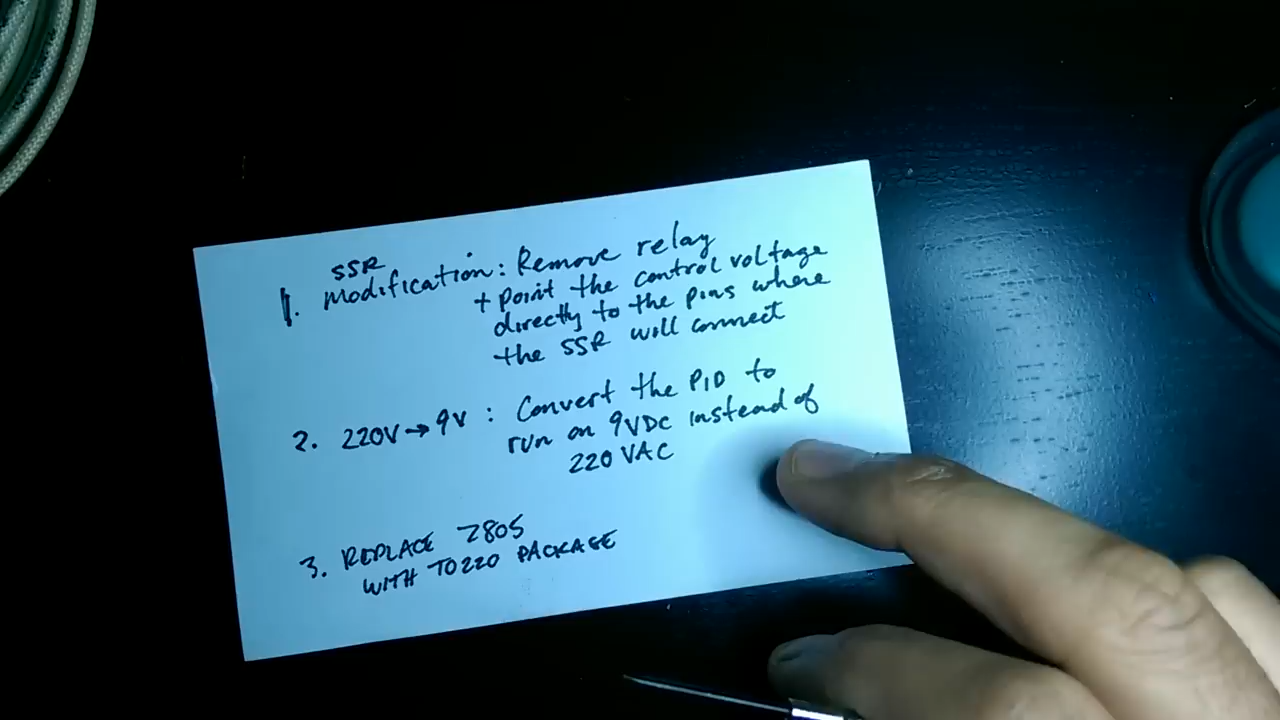 SSR
1. Modification: Remove relay
+ point the control voltage
directly to the pins where
the SSR will connect
2. 220V → 9V : Convert the PID to
run on 9VDC instead of
220 VAC
3. REPLACE 7805
WITH TO220 PACKAGE